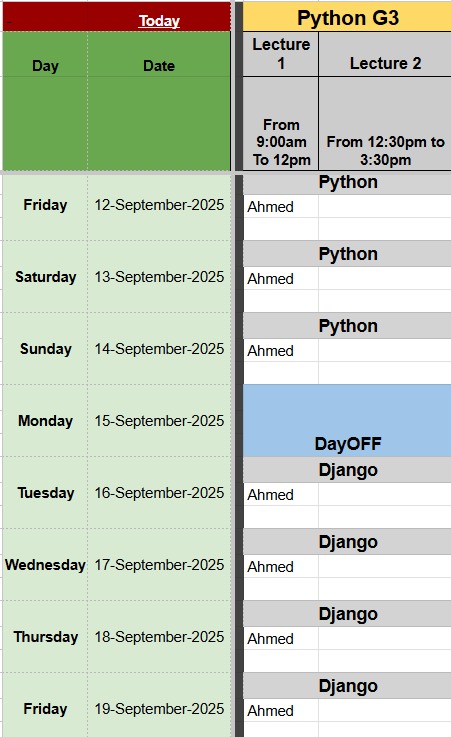 Today
Python G3
Day
Date
Lecture
1
Lecture 2
From
9:00am
To 12pm
From 12:30pm to
3:30pm
Python
Friday 12-September-2025 Ahmed
Python
Saturday 13-September-2025 Ahmed
Python
Sunday 14-September-2025 Ahmed
Monday 15-September-2025
DayOFF
Django
Tuesday 16-September-2025 Ahmed
Django
Wednesday 17-September-2025 Ahmed
Django
Thursday 18-September-2025 Ahmed
Django
Friday 19-September-2025 Ahmed